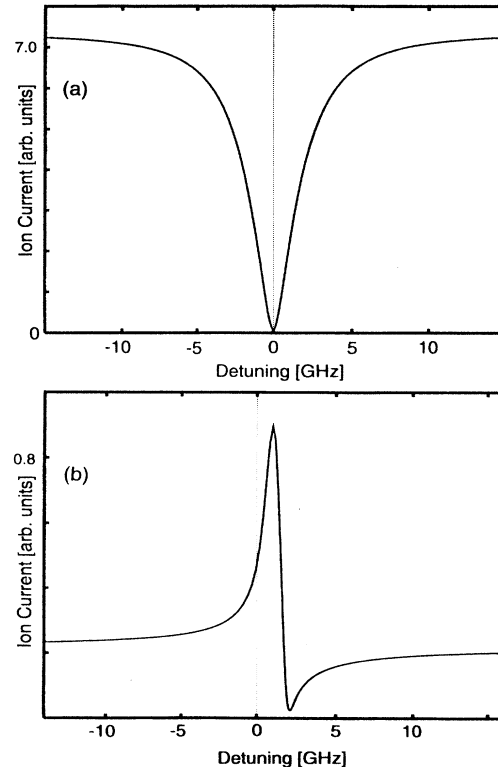 7.0
(a)
Ion Current [arb. units]
0
-10 -5 0 5 10
Detuning [GHz]
0.8
(b)
Ion Current [arb. units]
-10 -5 0 5 10
Detuning [GHz]